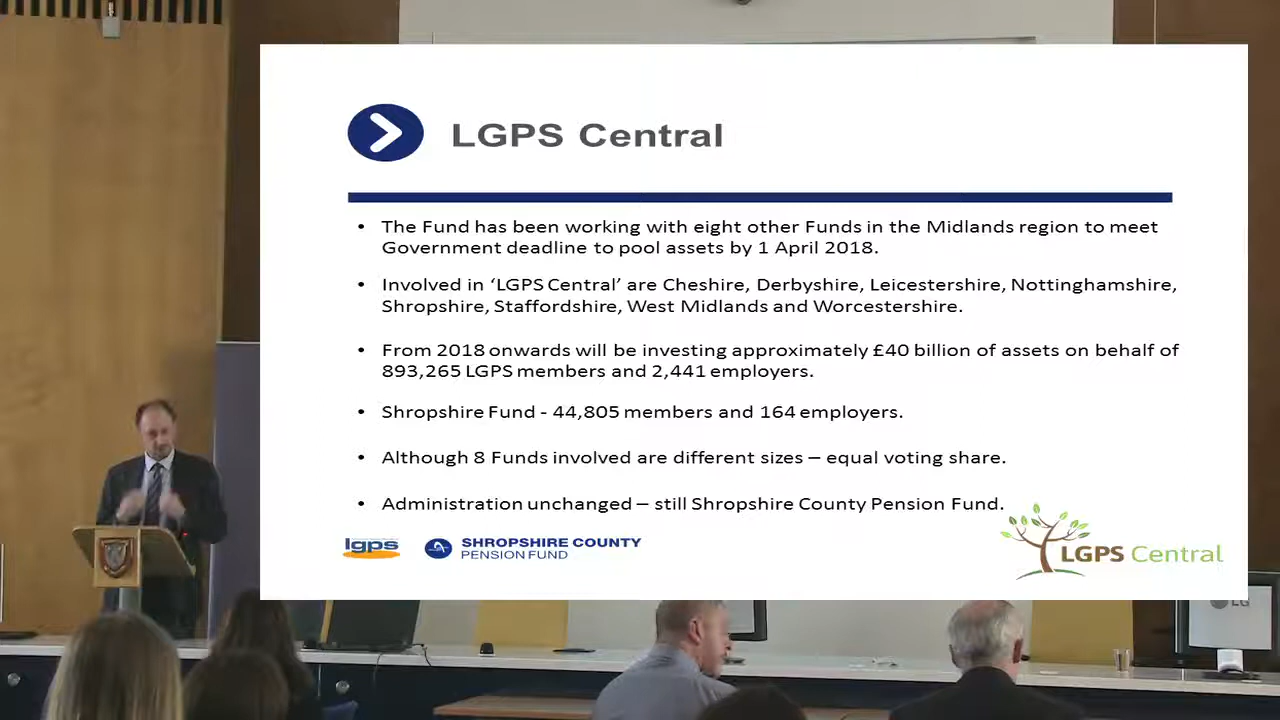 LGPS Central
• The Fund has been working with eight other Funds in the Midlands region to meet
Government deadline to pool assets by 1 April 2018.
• Involved in ‘LGPS Central’ are Cheshire, Derbyshire, Leicestershire, Nottinghamshire,
Shropshire, Staffordshire, West Midlands and Worcestershire.
• From 2018 onwards will be investing approximately £40 billion of assets on behalf of
893,265 LGPS members and 2,441 employers.
• Shropshire Fund - 44,805 members and 164 employers.
• Although 8 Funds involved are different sizes – equal voting share.
• Administration unchanged – still Shropshire County Pension Fund.
lgps
SHROPSHIRE COUNTY
PENSION FUND
LGPS Central
LG